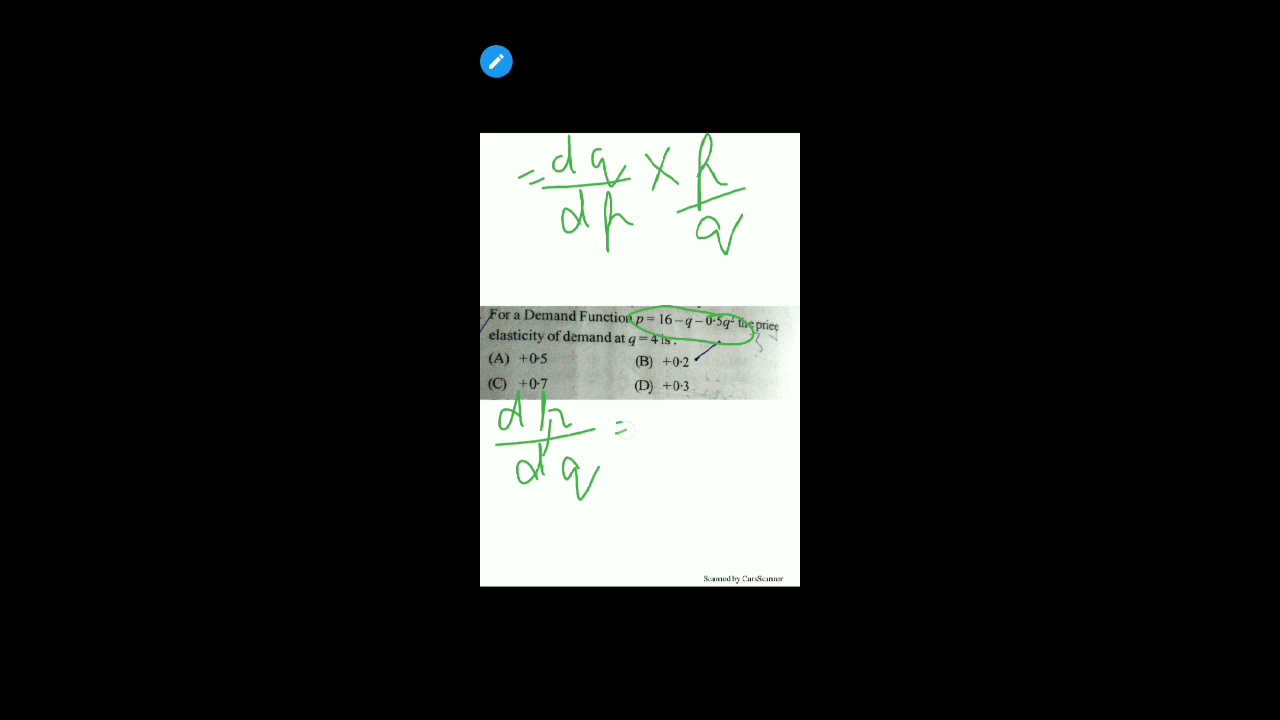 = dq/dp × p/q
For a Demand Function p = 16 – q – 0·5q² the price
elasticity of demand at q = 4 is :
(A) +0·5 (B) +0·2
(C) +0·7 (D) +0·3
dp/dq =
Scanned by CamScanner